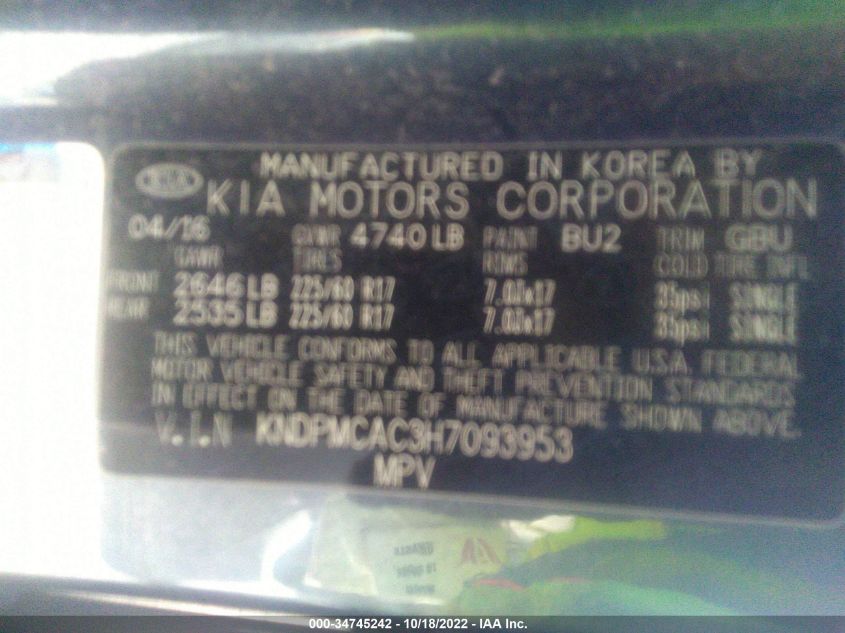 MANUFACTURED IN KOREA BY
KIA KIA MOTORS CORPORATION
04/16 GVWR 4740 LB PAINT BU2 TRIM GBU
GAWR TIRES RIMS COLD TIRE INFL
FRONT 2646 LB 225/60 R17 7.0Jx17 35psi SINGLE
REAR 2535 LB 225/60 R17 7.0Jx17 35psi SINGLE
THIS VEHICLE CONFORMS TO ALL APPLICABLE U.S.A. FEDERAL
MOTOR VEHICLE SAFETY AND THEFT PREVENTION STANDARDS
IN EFFECT ON THE DATE OF MANUFACTURE SHOWN ABOVE.
V.I.N KNDPMCAC3H7093953
MPV
000-34745242 - 10/18/2022 - IAA Inc.